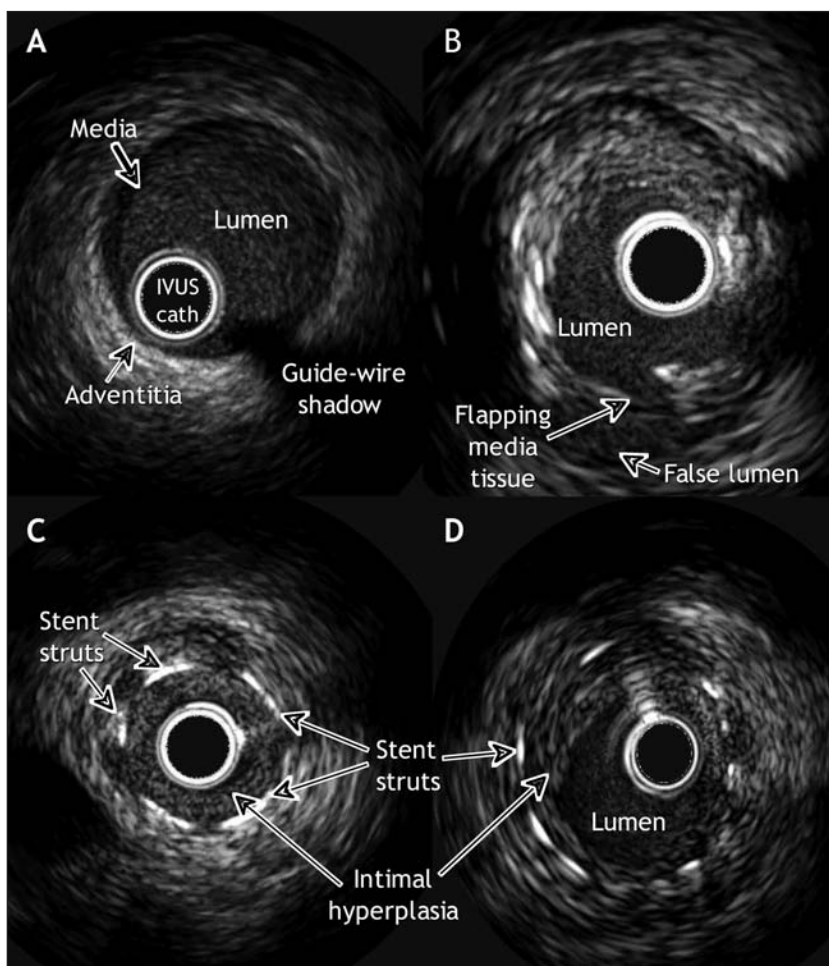 A
Media
Lumen
IVUS
cath
Adventitia
Guide-wire
shadow
B
Lumen
Flapping
media
tissue
False lumen
C
Stent
struts
D
Stent
struts
Lumen
Intimal
hyperplasia